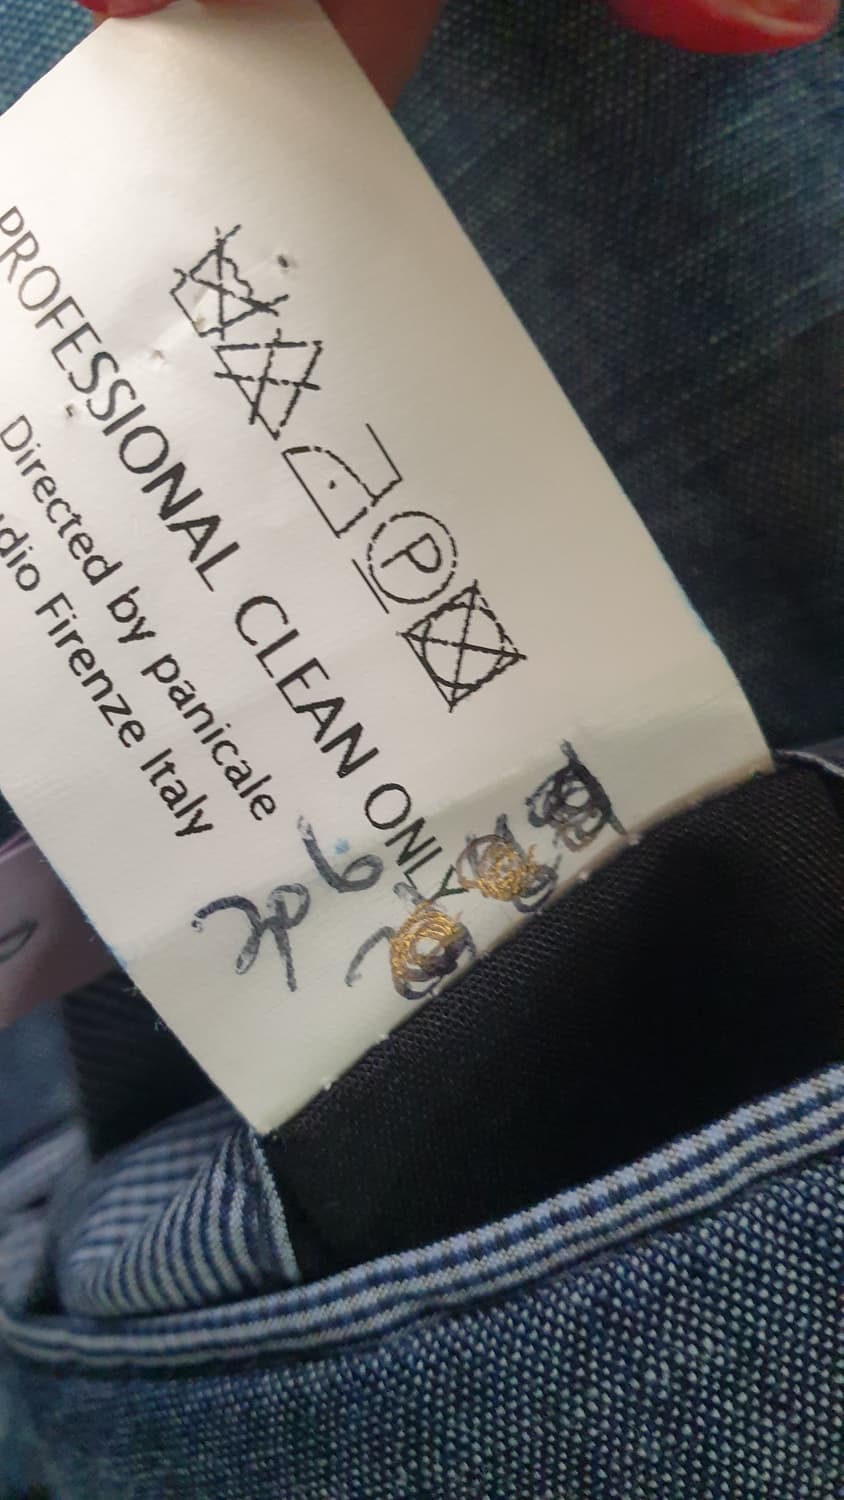 P
PROFESSIONAL CLEAN ONLY
Directed by panicale
dio Firenze Italy